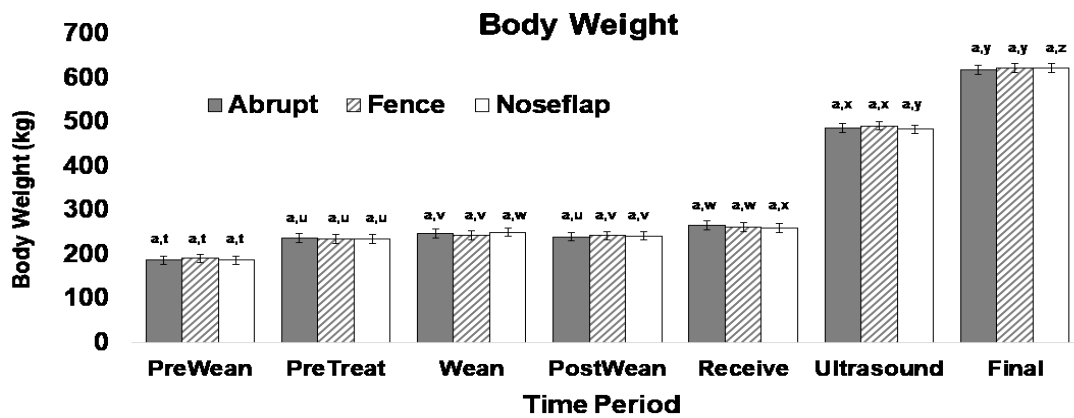 Body Weight
700
600
500
400
300
200
100
0
Body Weight (kg)
Abrupt Fence Noseflap
a,t a,t a,t
a,u a,u a,u
a,v a,v a,w
a,u a,v a,v
a,w a,w a,x
a,x a,x a,y
a,y a,y a,z
PreWean PreTreat Wean PostWean Receive Ultrasound Final
Time Period